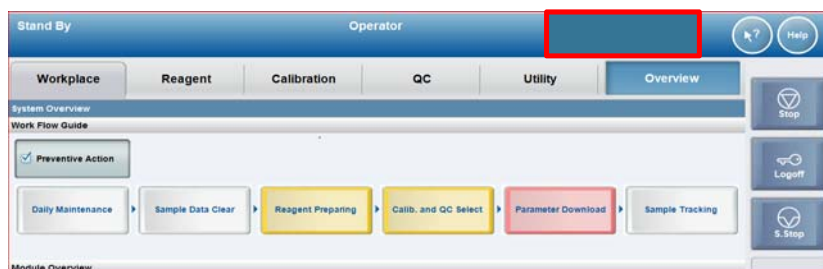 Stand By Operator ? Help
Workplace Reagent Calibration QC Utility Overview
System Overview
Stop
Work Flow Guide
Preventive Action
Logoff
Daily Maintenance Sample Data Clear Reagent Preparing Calib. and QC Select Parameter Download Sample Tracking
S.Stop
Module Overview